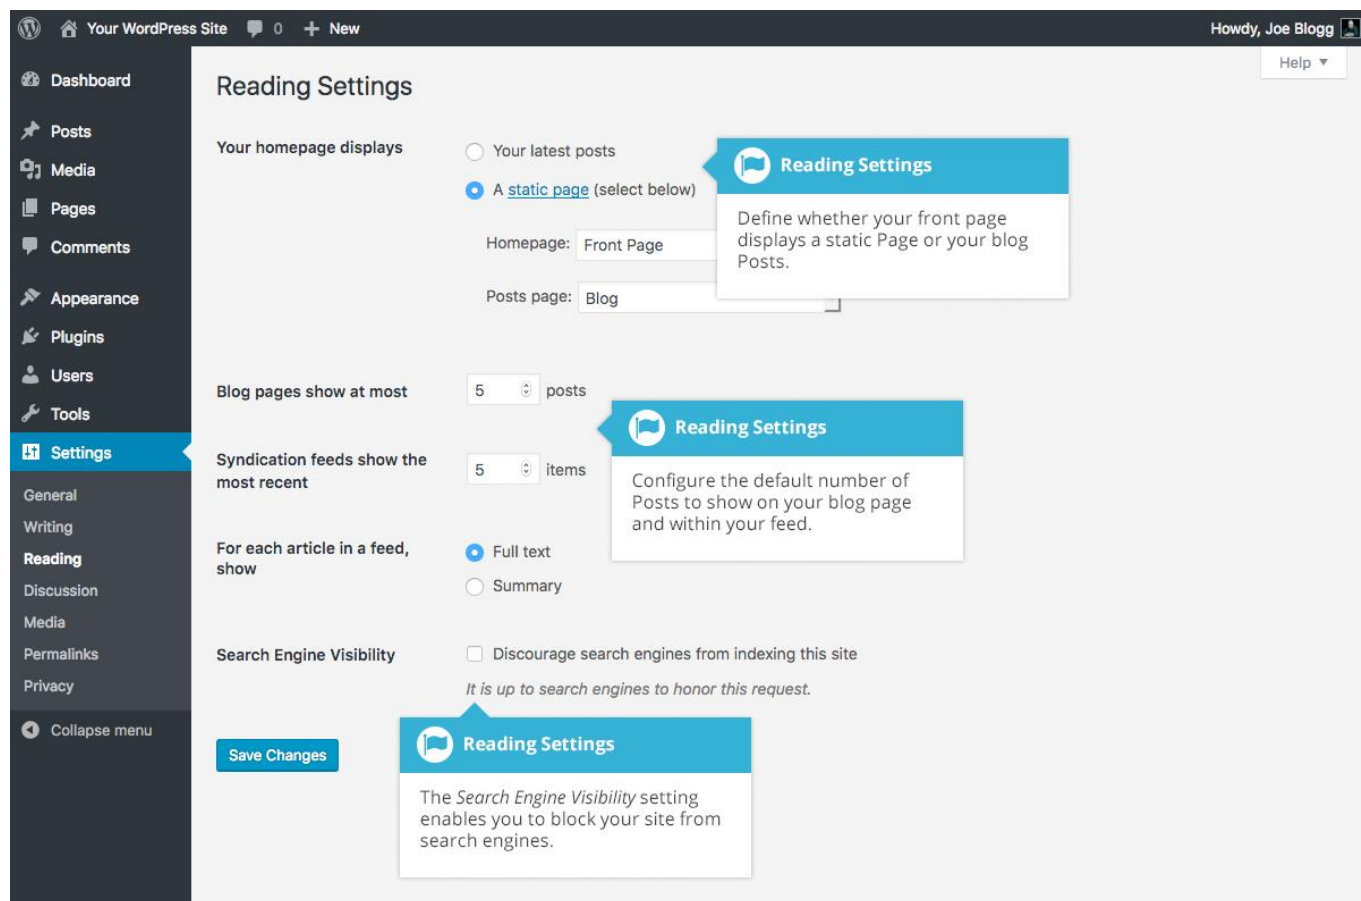 Your WordPress Site 0 New Howdy, Joe Blogg
Help
Dashboard
Posts
Media
Pages
Comments
Appearance
Plugins
Users
Tools
Settings
General
Writing
Reading
Discussion
Media
Permalinks
Privacy
Collapse menu
Reading Settings
Your homepage displays
Your latest posts
A static page (select below)
Homepage: Front Page
Posts page: Blog
Reading Settings
Define whether your front page
displays a static Page or your blog
Posts.
Blog pages show at most
5 posts
Syndication feeds show the
most recent
5 items
Reading Settings
Configure the default number of
Posts to show on your blog page
and within your feed.
For each article in a feed,
show
Full text
Summary
Search Engine Visibility
Discourage search engines from indexing this site
It is up to search engines to honor this request.
Save Changes
Reading Settings
The Search Engine Visibility setting
enables you to block your site from
search engines.